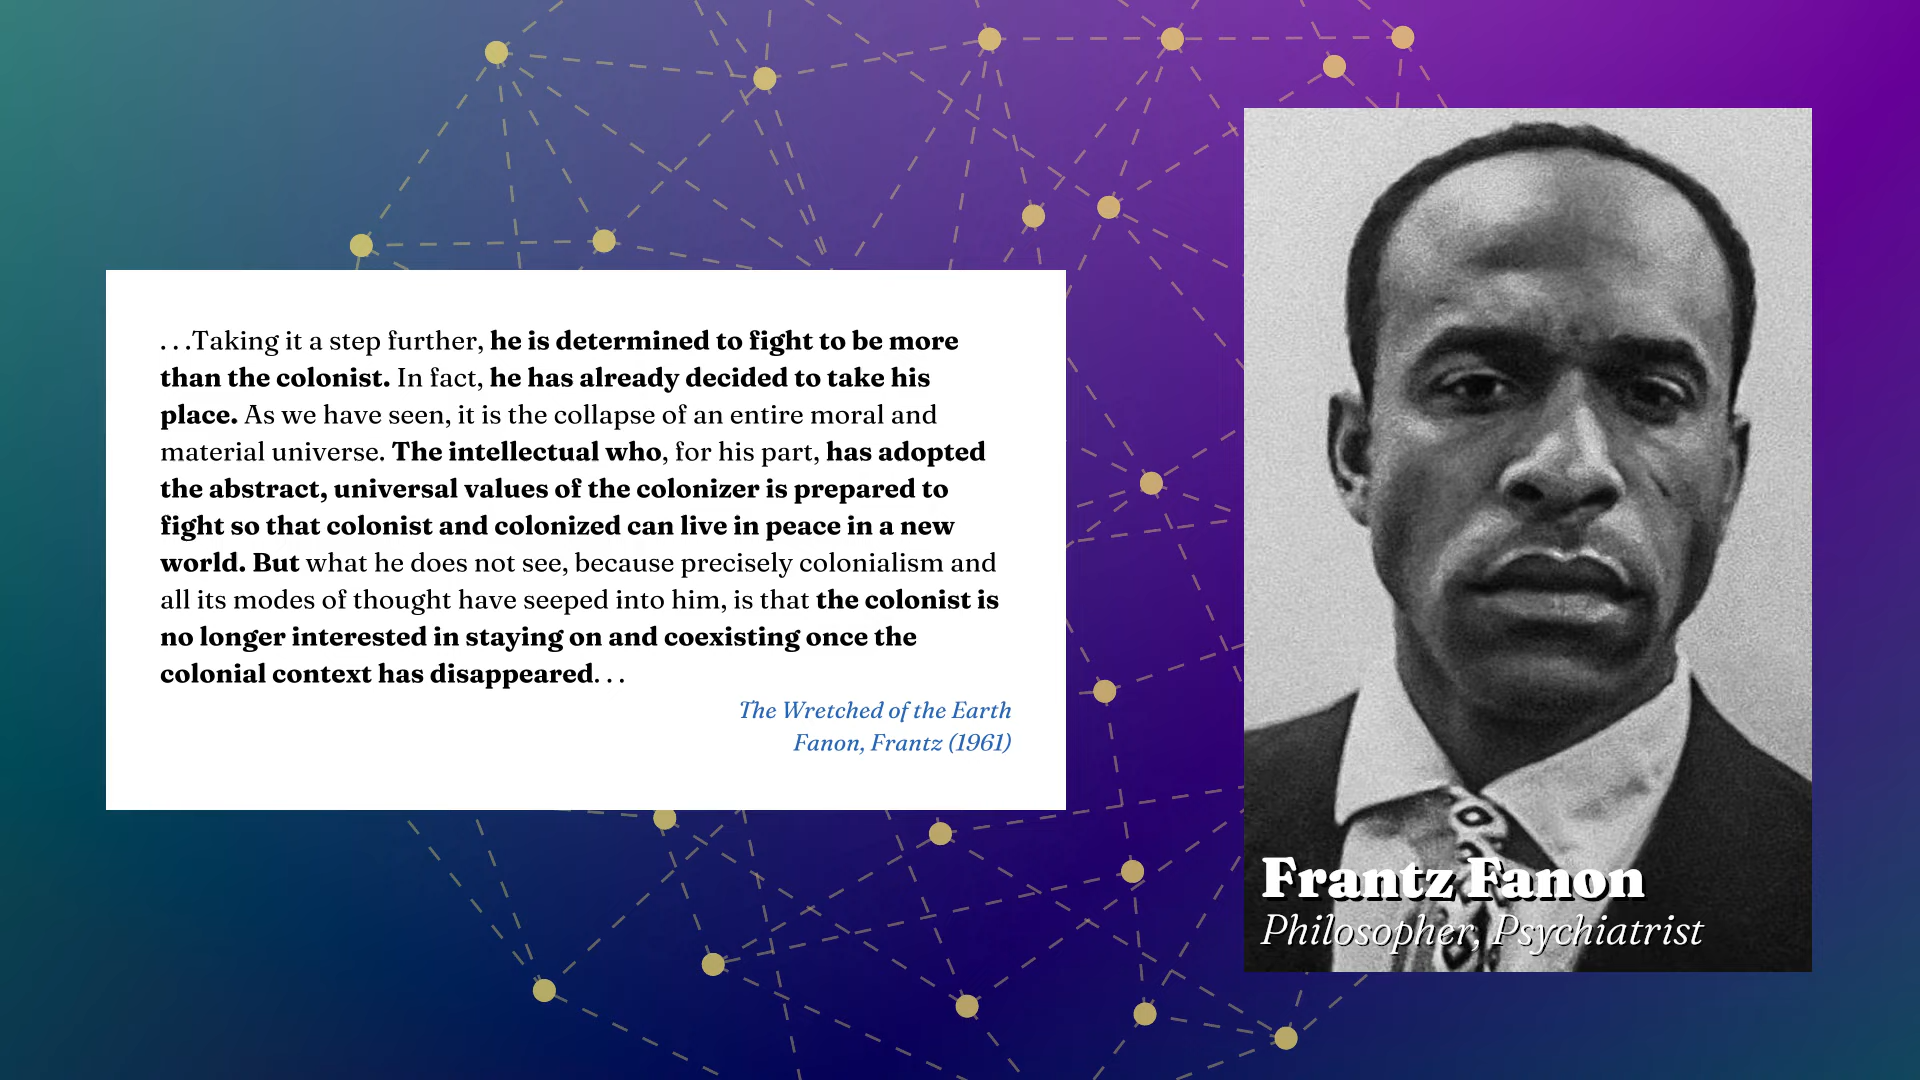 . . .Taking it a step further, he is determined to fight to be more
than the colonist. In fact, he has already decided to take his
place. As we have seen, it is the collapse of an entire moral and
material universe. The intellectual who, for his part, has adopted
the abstract, universal values of the colonizer is prepared to
fight so that colonist and colonized can live in peace in a new
world. But what he does not see, because precisely colonialism and
all its modes of thought have seeped into him, is that the colonist is
no longer interested in staying on and coexisting once the
colonial context has disappeared. . .
The Wretched of the Earth
Fanon, Frantz (1961)
Frantz Fanon
Philosopher, Psychiatrist